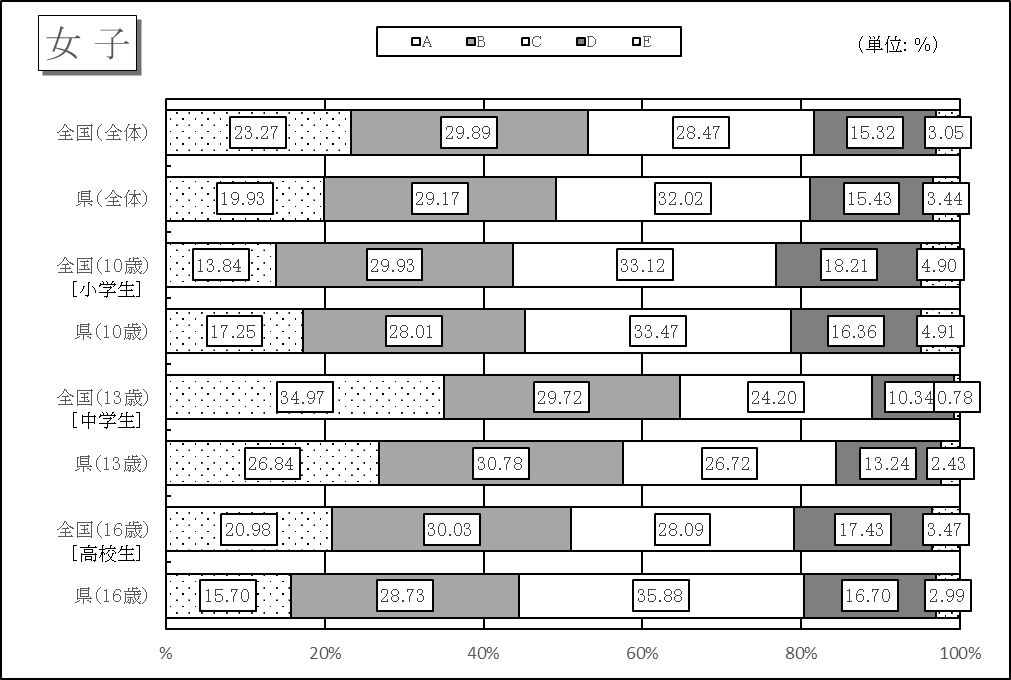 女 子
A B C D E
（単位: %）
全国(全体) 23.27 29.89 28.47 15.32 3.05
県(全体) 19.93 29.17 32.02 15.43 3.44
全国(10歳) 13.84 29.93 33.12 18.21 4.90
[小学生]
県(10歳) 17.25 28.01 33.47 16.36 4.91
全国(13歳) 34.97 29.72 24.20 10.34 0.78
[中学生]
県(13歳) 26.84 30.78 26.72 13.24 2.43
全国(16歳) 20.98 30.03 28.09 17.43 3.47
[高校生]
県(16歳) 15.70 28.73 35.88 16.70 2.99
% 20% 40% 60% 80% 100%